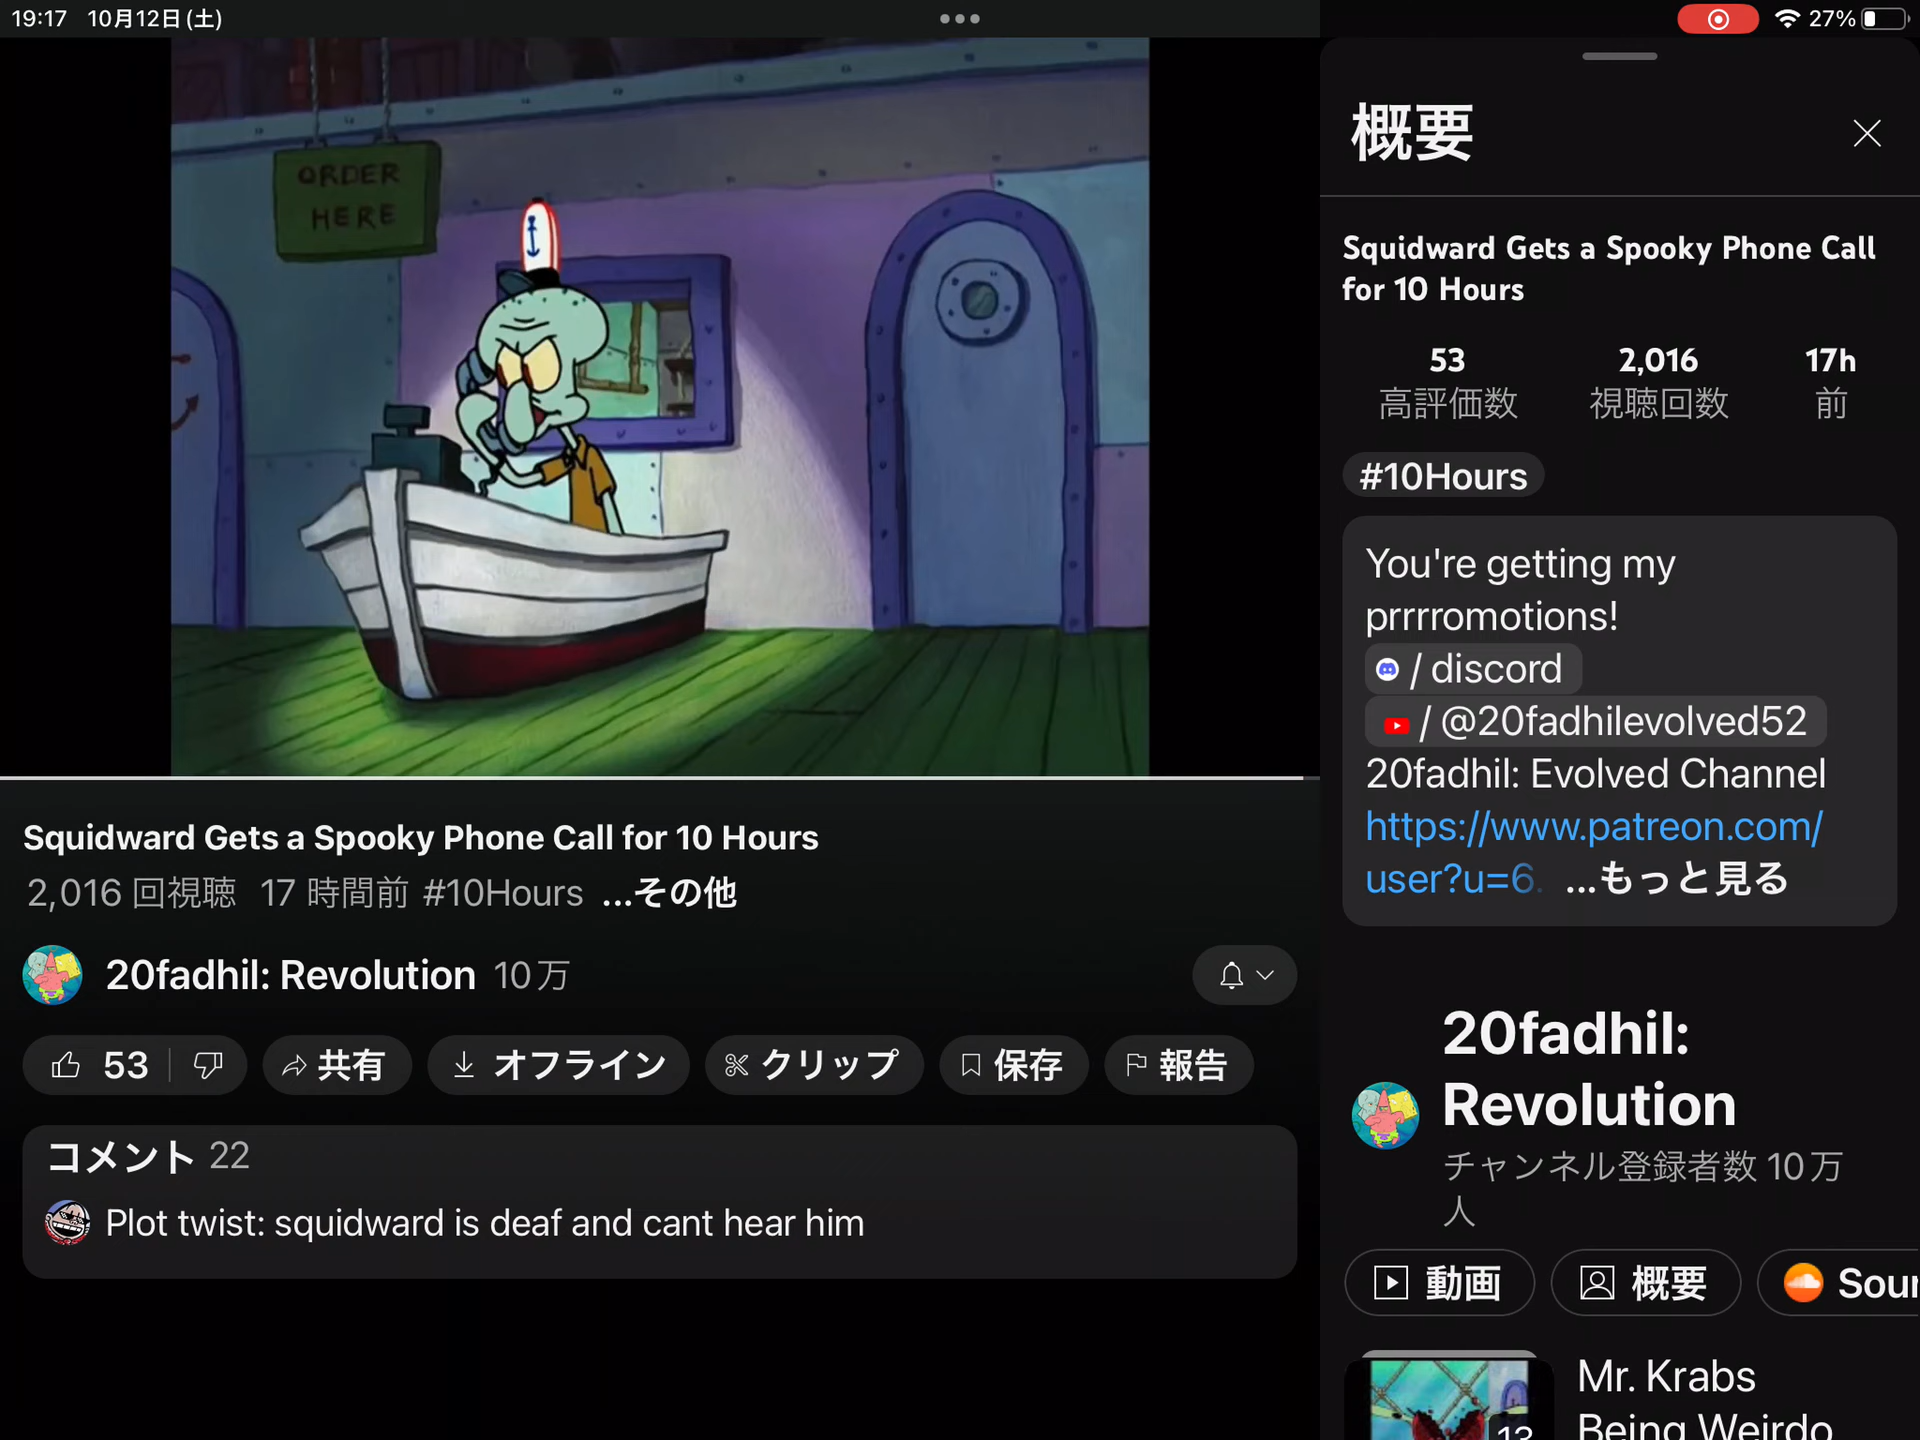 19:17 10月12日(土)
27%
ORDER
HERE
Squidward Gets a Spooky Phone Call for 10 Hours
2,016 回視聴 17 時間前 #10Hours ...その他
20fadhil: Revolution 10万
53 共有 オフライン クリップ 保存 報告
コメント 22
Plot twist: squidward is deaf and cant hear him
概要
Squidward Gets a Spooky Phone Call
for 10 Hours
53 2,016 17h
高評価数 視聴回数 前
#10Hours
You're getting my
prrrromotions!
/ discord
/ @20fadhilevolved52
20fadhil: Evolved Channel
https://www.patreon.com/
user?u=6. ...もっと見る
20fadhil:
Revolution
チャンネル登録者数 10万
人
動画 概要 Sour
Mr. Krabs
Being Weirdo